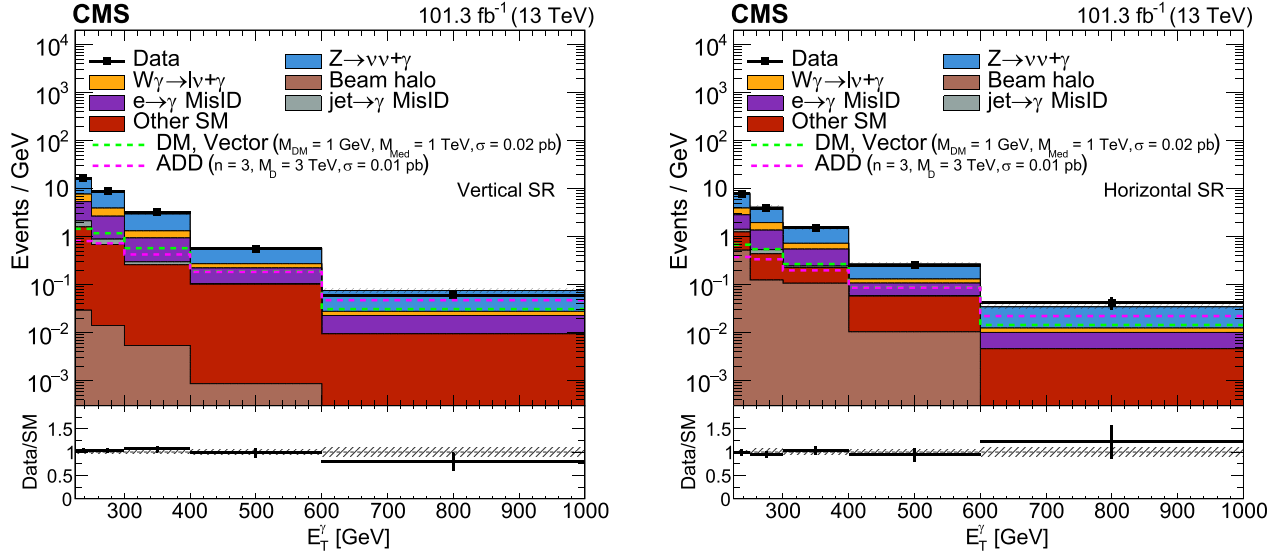 CMS 101.3 fb⁻¹ (13 TeV)
10⁴
10³
10²
10
1
10⁻¹
10⁻²
10⁻³
Events / GeV
Data
Z→νν+γ
Wγ→lν+γ
Beam halo
e→γ MisID
jet→γ MisID
Other SM
DM, Vector (M_DM = 1 GeV, M_Med = 1 TeV, σ = 0.02 pb)
ADD (n = 3, M_D = 3 TeV, σ = 0.01 pb)
Vertical SR
Data/SM
1.5
1
0.5
0
300 400 500 600 700 800 900 1000
E_T^γ [GeV]
CMS 101.3 fb⁻¹ (13 TeV)
10⁴
10³
10²
10
1
10⁻¹
10⁻²
10⁻³
Events / GeV
Data
Z→νν+γ
Wγ→lν+γ
Beam halo
e→γ MisID
jet→γ MisID
Other SM
DM, Vector (M_DM = 1 GeV, M_Med = 1 TeV, σ = 0.02 pb)
ADD (n = 3, M_D = 3 TeV, σ = 0.01 pb)
Horizontal SR
Data/SM
1.5
1
0.5
0
300 400 500 600 700 800 900 1000
E_T^γ [GeV]